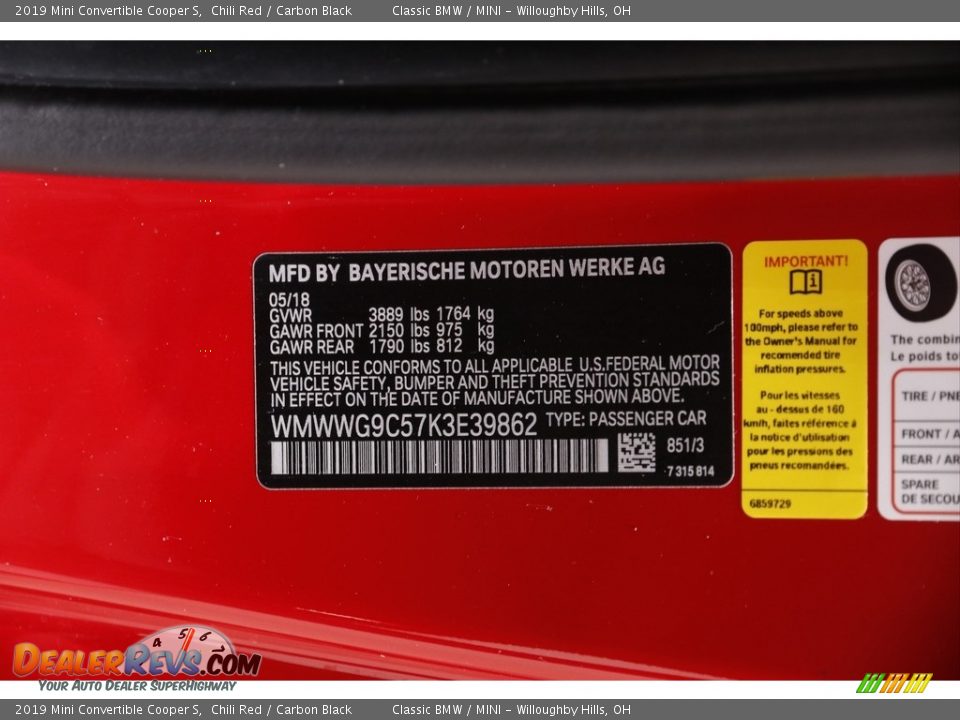 2019 Mini Convertible Cooper S,  Chili Red / Carbon Black  Classic BMW / MINI - Willoughby Hills, OH
MFD BY BAYERISCHE MOTOREN WERKE AG
05/18
GVWR 3889 lbs 1764 kg
GAWR FRONT 2150 lbs 975 kg
GAWR REAR 1790 lbs 812 kg
THIS VEHICLE CONFORMS TO ALL APPLICABLE U.S.FEDERAL MOTOR
VEHICLE SAFETY, BUMPER AND THEFT PREVENTION STANDARDS
IN EFFECT ON THE DATE OF MANUFACTURE SHOWN ABOVE.
WMWWG9C57K3E39862 TYPE: PASSENGER CAR
851/3
7 315 814
IMPORTANT!
For speeds above
100mph, please refer to
the Owner's Manual for
recomended tire
inflation pressures.
Pour les vitesses
au - dessus de 160
km/h, faites référence à
la notice d'utilisation
pour les pressions des
pneus recomandées.
6859729
The combin
Le poids to
TIRE / PNE
FRONT / A
REAR / AR
SPARE
DE SECOU
4 5 6 7
DEALERREVS.COM
YOUR AUTO DEALER SUPERHIGHWAY
2019 Mini Convertible Cooper S,  Chili Red / Carbon Black  Classic BMW / MINI - Willoughby Hills, OH